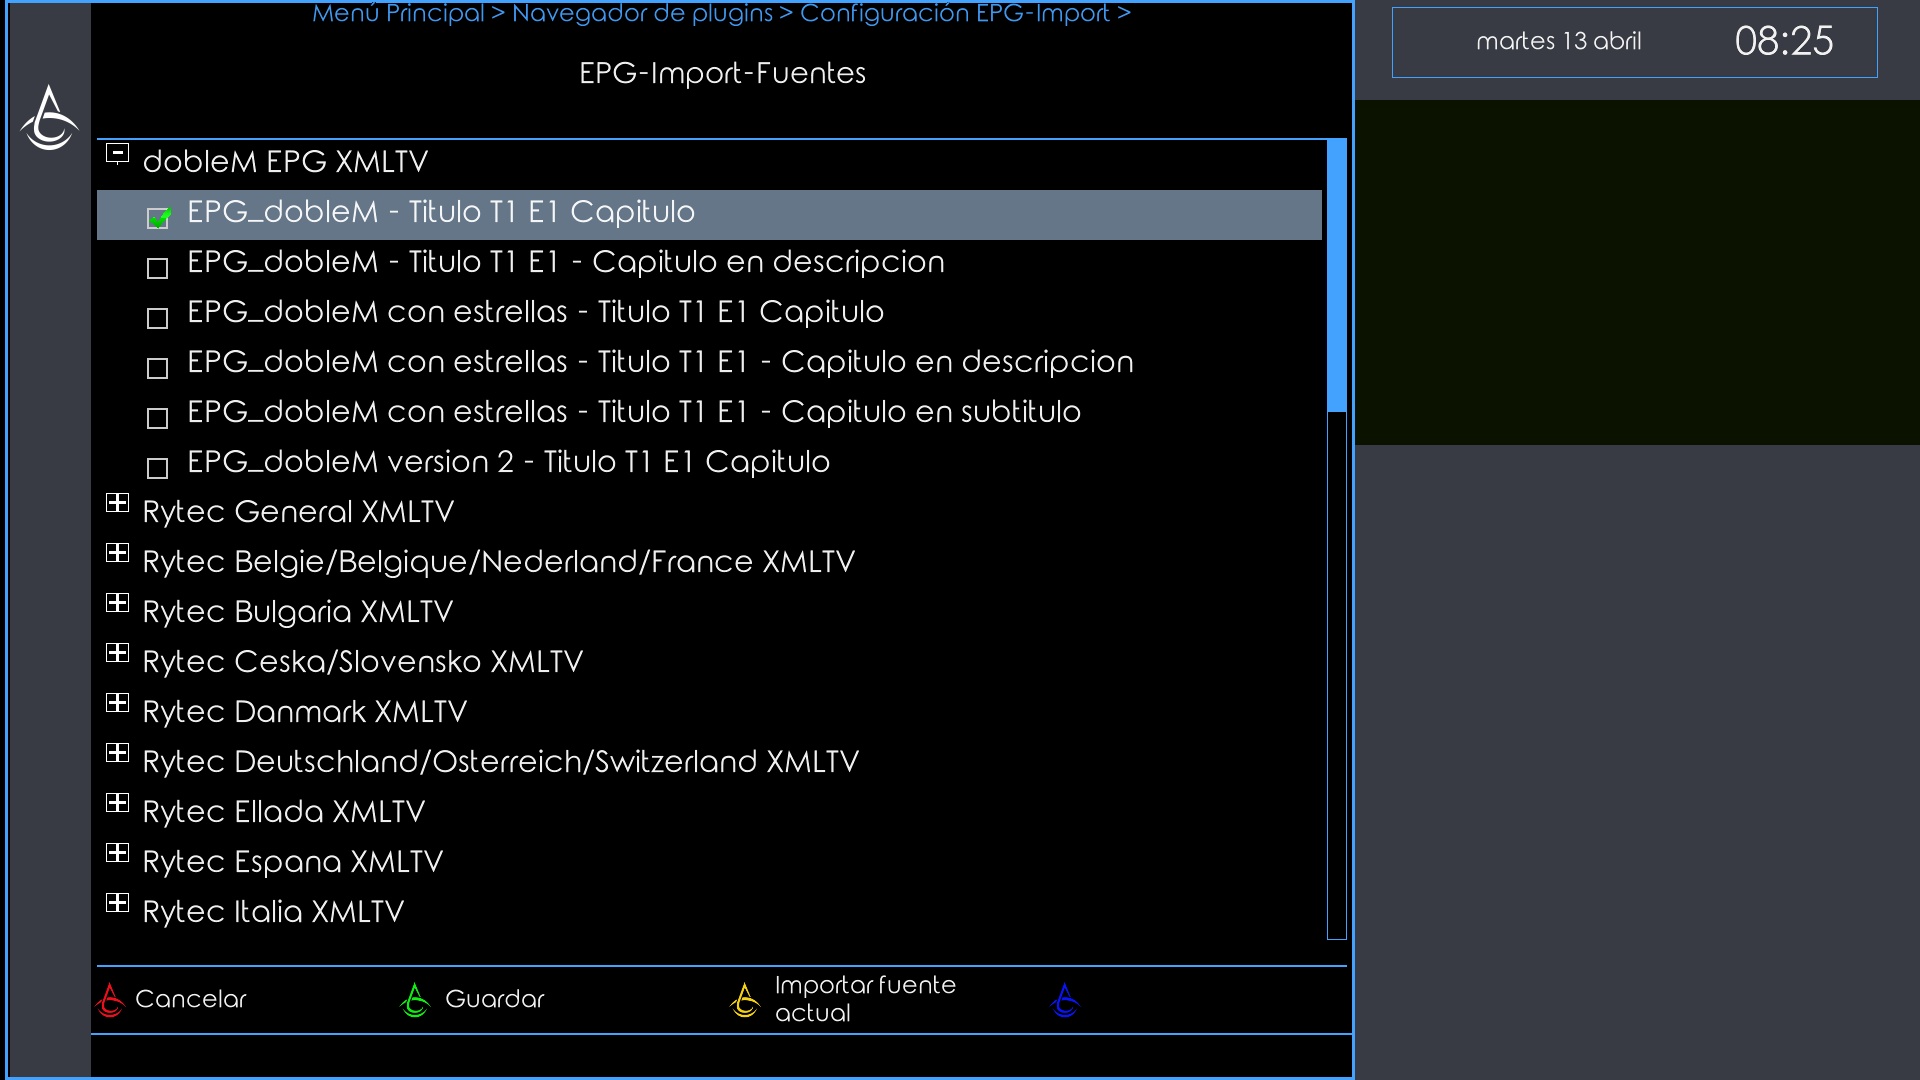 Menú Principal > Navegador de plugins > Configuración EPG-Import >
martes 13 abril
08:25
EPG-Import-Fuentes
dobleM EPG XMLTV
EPG_dobleM - Titulo T1 E1 Capitulo
EPG_dobleM - Titulo T1 E1 - Capitulo en descripcion
EPG_dobleM con estrellas - Titulo T1 E1 Capitulo
EPG_dobleM con estrellas - Titulo T1 E1 - Capitulo en descripcion
EPG_dobleM con estrellas - Titulo T1 E1 - Capitulo en subtitulo
EPG_dobleM version 2 - Titulo T1 E1 Capitulo
Rytec General XMLTV
Rytec Belgie/Belgique/Nederland/France XMLTV
Rytec Bulgaria XMLTV
Rytec Ceska/Slovensko XMLTV
Rytec Danmark XMLTV
Rytec Deutschland/Osterreich/Switzerland XMLTV
Rytec Ellada XMLTV
Rytec Espana XMLTV
Rytec Italia XMLTV
Cancelar
Guardar
Importar fuente
actual